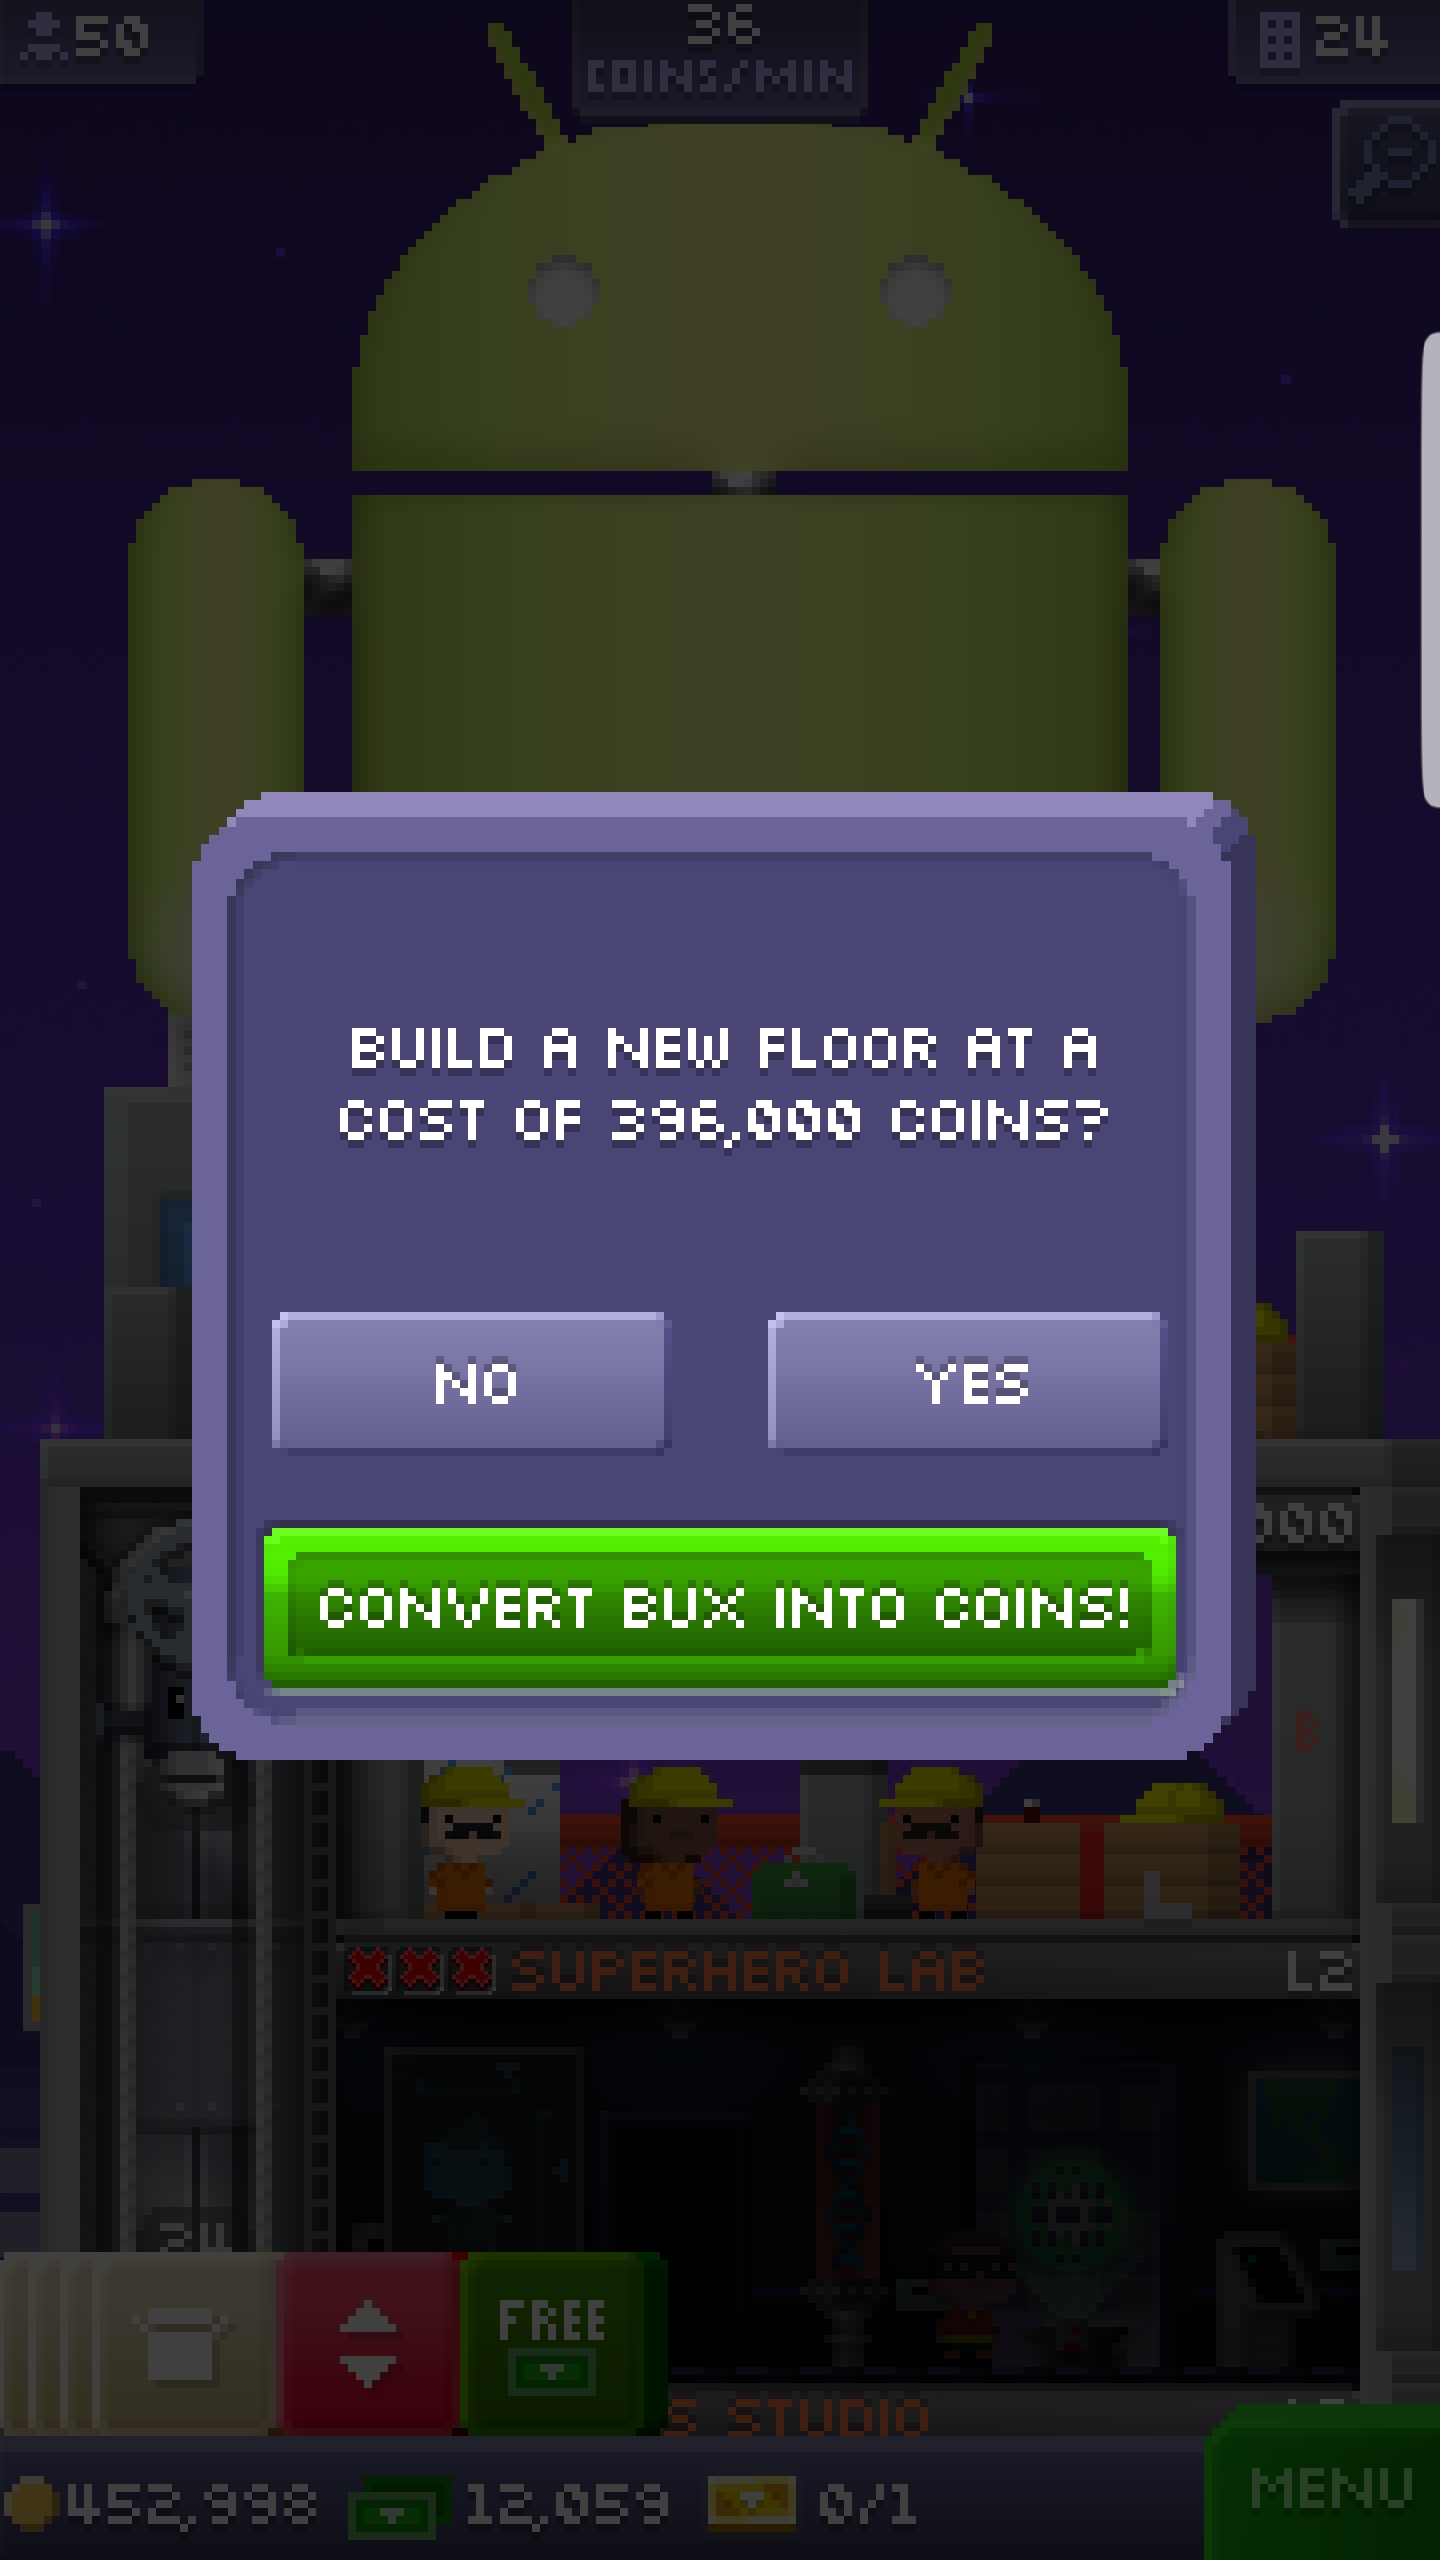 50
36
COINS/MIN
24
BUILD A NEW FLOOR AT A
COST OF 396,000 COINS?
NO
YES
000
CONVERT BUX INTO COINS!
B
SUPERHERO LAB
L2
24
FREE
S STUDIO
452,998
12,059
0/1
MENU